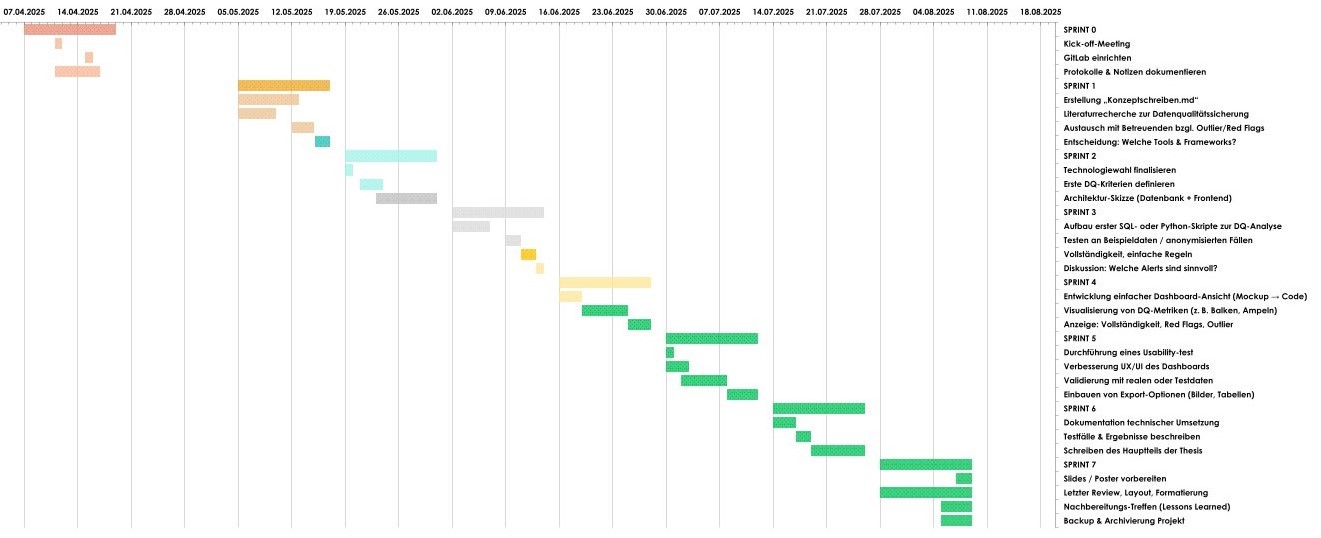 07.04.2025 14.04.2025 21.04.2025 28.04.2025 05.05.2025 12.05.2025 19.05.2025 26.05.2025 02.06.2025 09.06.2025 16.06.2025 23.06.2025 30.06.2025 07.07.2025 14.07.2025 21.07.2025 28.07.2025 04.08.2025 11.08.2025 18.08.2025
SPRINT 0
Kick-off-Meeting
GitLab einrichten
Protokolle & Notizen dokumentieren
SPRINT 1
Erstellung „Konzeptschreiben.md“
Literaturrecherche zur Datenqualitätssicherung
Austausch mit Betreuenden bzgl. Outlier/Red Flags
Entscheidung: Welche Tools & Frameworks?
SPRINT 2
Technologiewahl finalisieren
Erste DQ-Kriterien definieren
Architektur-Skizze (Datenbank + Frontend)
SPRINT 3
Aufbau erster SQL- oder Python-Skripte zur DQ-Analyse
Testen an Beispieldaten / anonymisierten Fällen
Vollständigkeit, einfache Regeln
Diskussion: Welche Alerts sind sinnvoll?
SPRINT 4
Entwicklung einfacher Dashboard-Ansicht (Mockup → Code)
Visualisierung von DQ-Metriken (z. B. Balken, Ampeln)
Anzeige: Vollständigkeit, Red Flags, Outlier
SPRINT 5
Durchführung eines Usability-test
Verbesserung UX/UI des Dashboards
Validierung mit realen oder Testdaten
Einbauen von Export-Optionen (Bilder, Tabellen)
SPRINT 6
Dokumentation technischer Umsetzung
Testfälle & Ergebnisse beschreiben
Schreiben des Hauptteils der Thesis
SPRINT 7
Slides / Poster vorbereiten
Letzter Review, Layout, Formatierung
Nachbereitungs-Treffen (Lessons Learned)
Backup & Archivierung Projekt